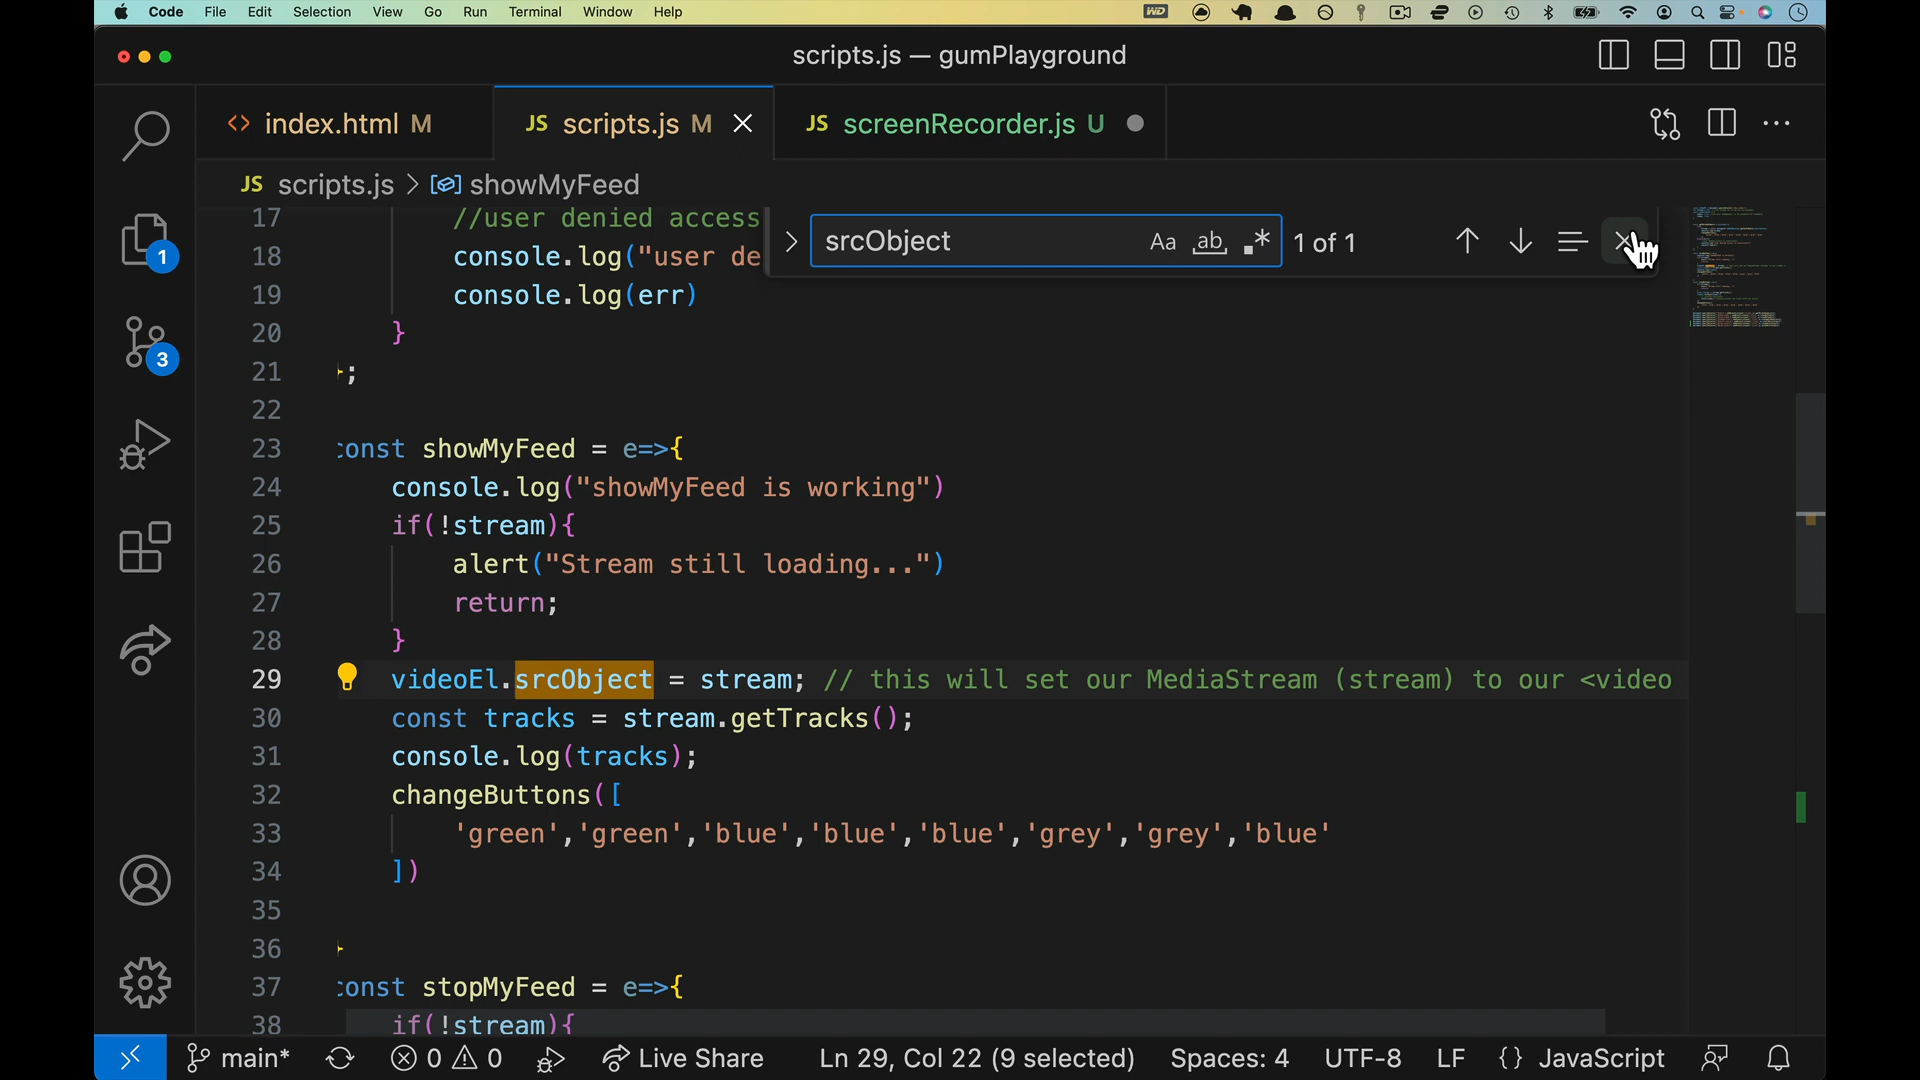 Code File Edit Selection View Go Run Terminal Window Help
scripts.js — gumPlayground
<> index.html M
JS scripts.js M
JS screenRecorder.js U
JS scripts.js > showMyFeed
srcObject Aa ab .* 1 of 1
1
3
17 //user denied access
18 console.log("user de
19 console.log(err)
20 }
21 };
22
23 const showMyFeed = e=>{
24 console.log("showMyFeed is working")
25 if(!stream){
26 alert("Stream still loading...")
27 return;
28 }
29 videoEl.srcObject = stream; // this will set our MediaStream (stream) to our <video
30 const tracks = stream.getTracks();
31 console.log(tracks);
32 changeButtons([
33 'green','green','blue','blue','blue','grey','grey','blue'
34 ])
35
36 }
37 const stopMyFeed = e=>{
38 if(!stream){
main* 0 0 Live Share Ln 29, Col 22 (9 selected) Spaces: 4 UTF-8 LF {} JavaScript